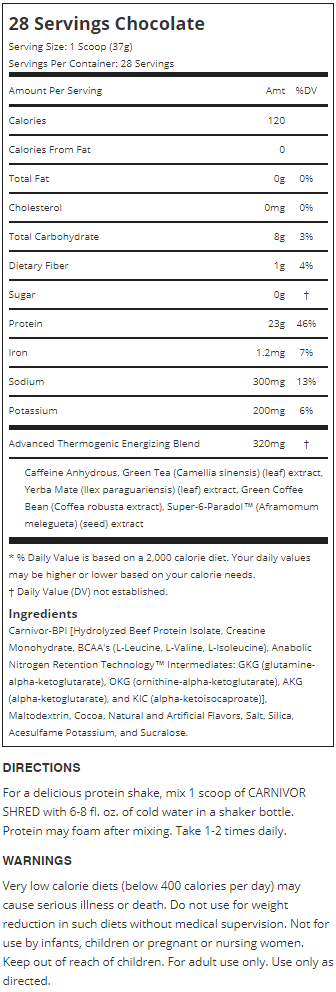 28 Servings Chocolate
Serving Size: 1 Scoop (37g)
Servings Per Container: 28 Servings
Amount Per Serving Amt %DV
Calories 120
Calories From Fat 0
Total Fat 0g 0%
Cholesterol 0mg 0%
Total Carbohydrate 8g 3%
Dietary Fiber 1g 4%
Sugar 0g †
Protein 23g 46%
Iron 1.2mg 7%
Sodium 300mg 13%
Potassium 200mg 6%
Advanced Thermogenic Energizing Blend 320mg †
Caffeine Anhydrous, Green Tea (Camellia sinensis) (leaf) extract,
Yerba Mate (Ilex paraguariensis) (leaf) extract, Green Coffee
Bean (Coffea robusta extract), Super-6-Paradol™ (Aframomum
melegueta) (seed) extract
* % Daily Value is based on a 2,000 calorie diet. Your daily values
may be higher or lower based on your calorie needs.
† Daily Value (DV) not established.
Ingredients
Carnivor-BPI [Hydrolyzed Beef Protein Isolate, Creatine
Monohydrate, BCAA's (L-Leucine, L-Valine, L-Isoleucine), Anabolic
Nitrogen Retention Technology™ Intermediates: GKG (glutamine-
alpha-ketoglutarate), OKG (ornithine-alpha-ketoglutarate), AKG
(alpha-ketoglutarate), and KIC (alpha-ketoisocaproate)],
Maltodextrin, Cocoa, Natural and Artificial Flavors, Salt, Silica,
Acesulfame Potassium, and Sucralose.
DIRECTIONS
For a delicious protein shake, mix 1 scoop of CARNIVOR
SHRED with 6-8 fl. oz. of cold water in a shaker bottle.
Protein may foam after mixing. Take 1-2 times daily.
WARNINGS
Very low calorie diets (below 400 calories per day) may
cause serious illness or death. Do not use for weight
reduction in such diets without medical supervision. Not for
use by infants, children or pregnant or nursing women.
Keep out of reach of children. For adult use only. Use only as
directed.